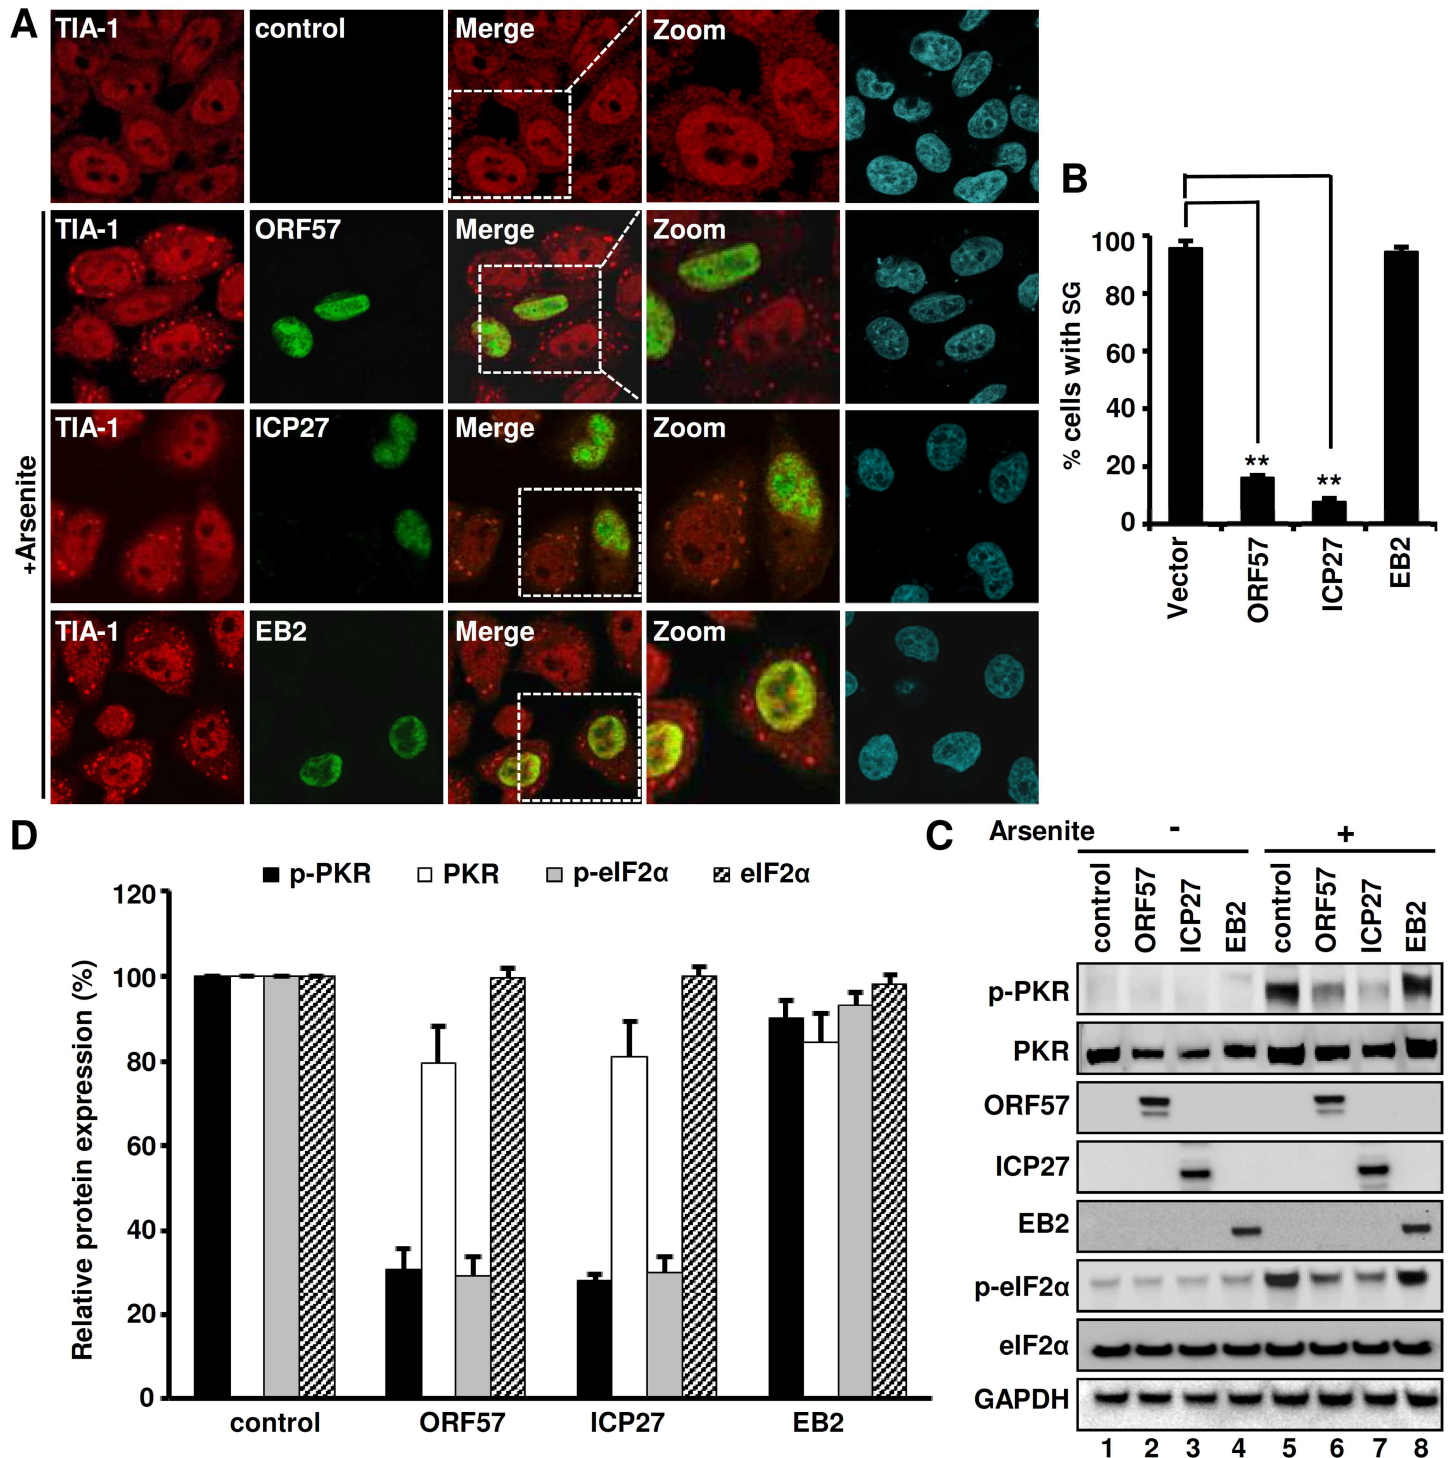 A
TIA-1 control Merge Zoom
TIA-1 ORF57 Merge Zoom
TIA-1 ICP27 Merge Zoom
TIA-1 EB2 Merge Zoom
+Arsenite
B
% cells with SG
100
80
60
40
20
0
** **
Vector ORF57 ICP27 EB2
D
p-PKR PKR p-eIF2α eIF2α
Relative protein expression (%)
120
100
80
60
40
20
0
control ORF57 ICP27 EB2
C
Arsenite - +
control ORF57 ICP27 EB2 control ORF57 ICP27 EB2
p-PKR
PKR
ORF57
ICP27
EB2
p-eIF2α
eIF2α
GAPDH
1 2 3 4 5 6 7 8